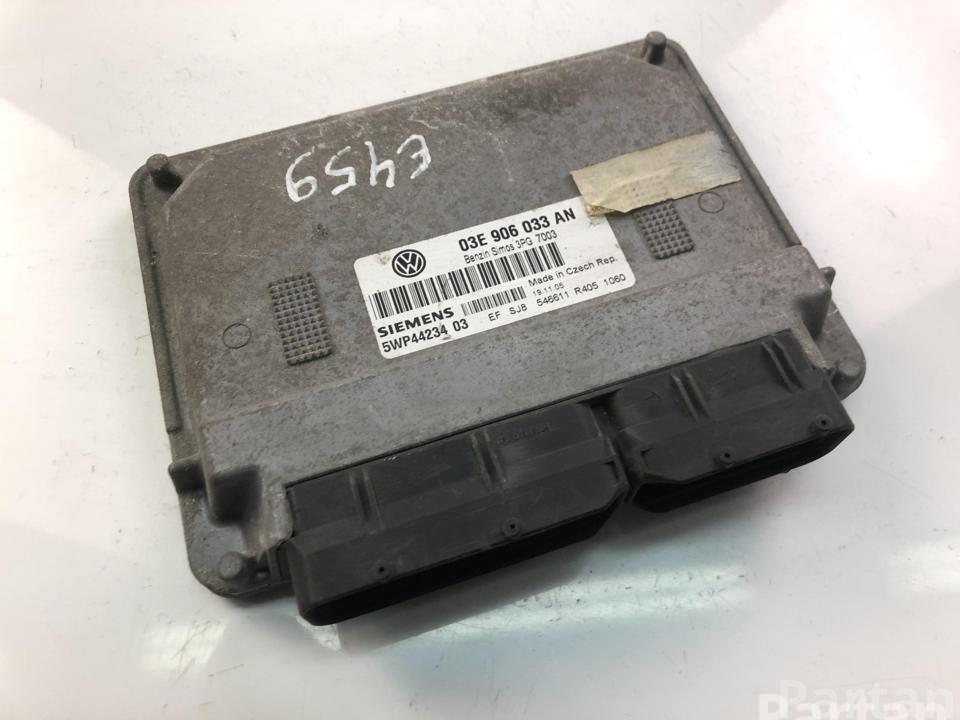 E459
03E 906 033 AN
Benzin Simos 3PG 7003
Made in Czech Rep.
SIEMENS
19.11.05
5WP44234 03 EF SJ8 546611 R405 1060
Partan
Partan